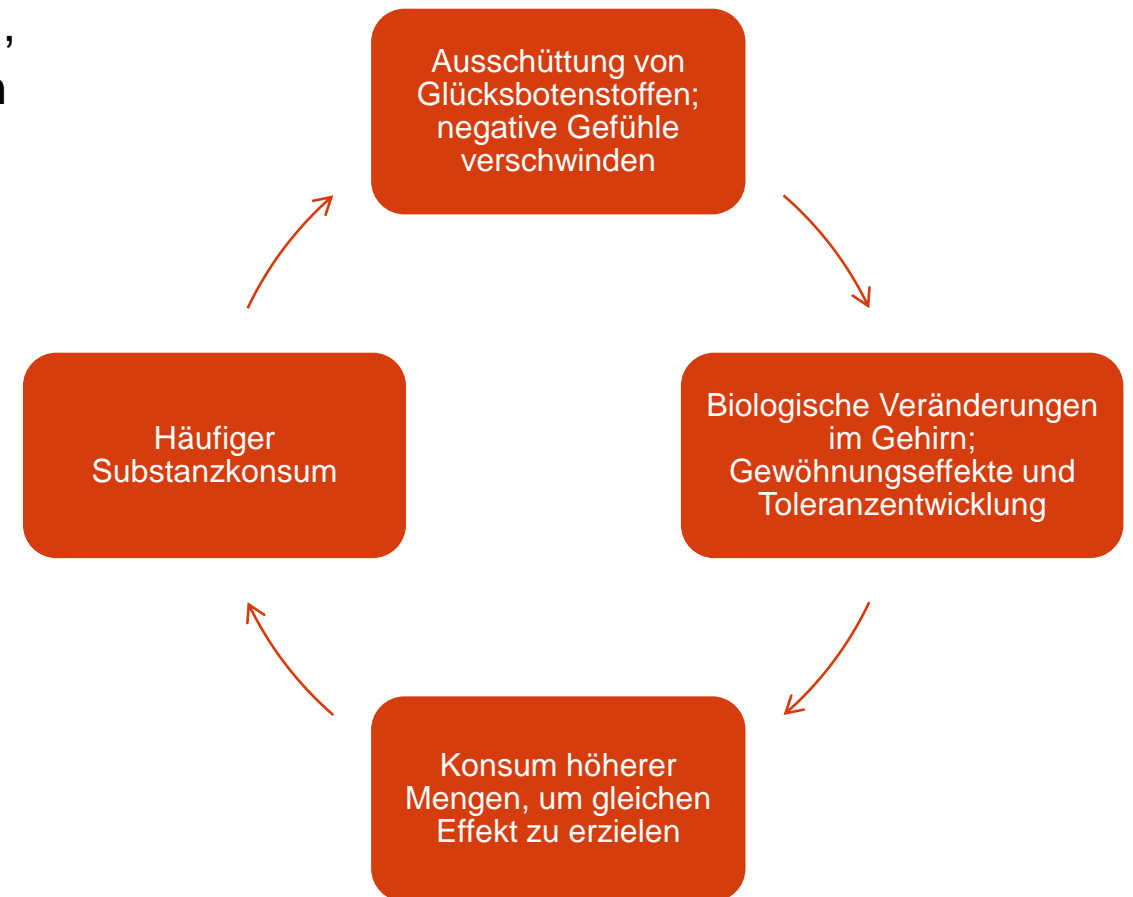 ,
n
Ausschüttung von
Glücksbotenstoffen;
negative Gefühle
verschwinden
Biologische Veränderungen
im Gehirn;
Gewöhnungseffekte und
Toleranzentwicklung
Konsum höherer
Mengen, um gleichen
Effekt zu erzielen
Häufiger
Substanzkonsum